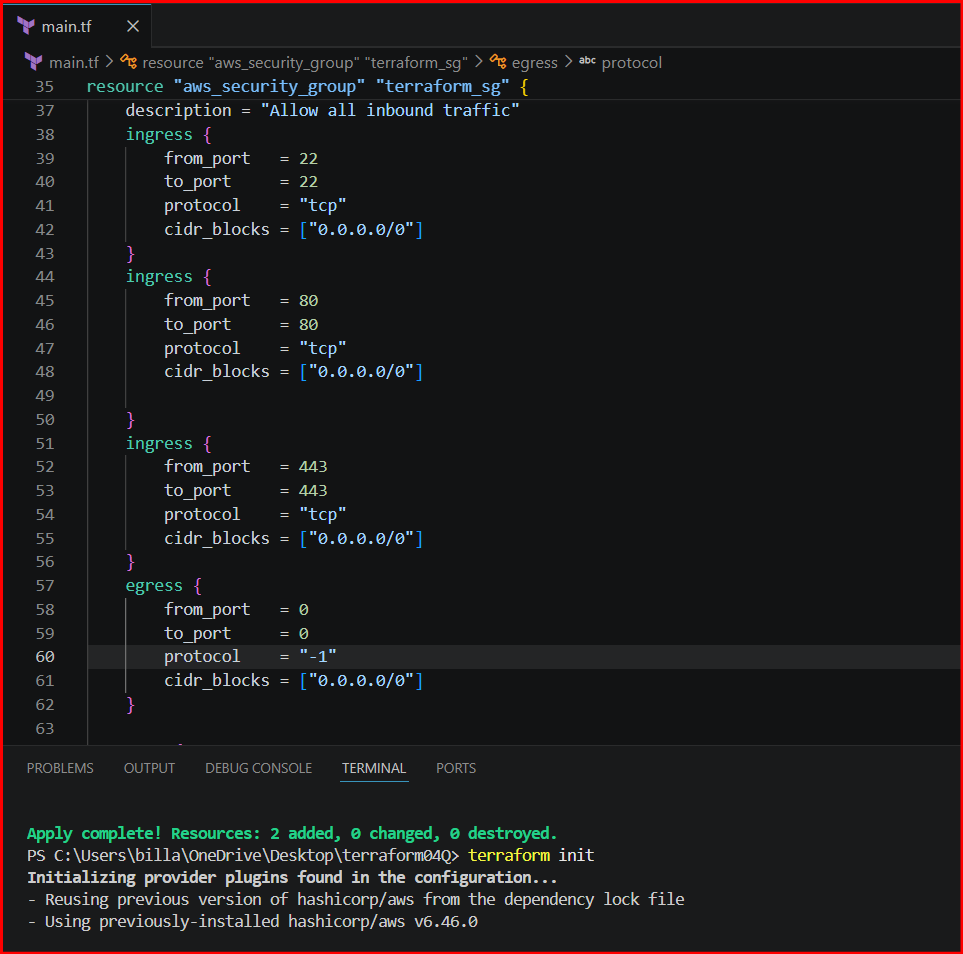 main.tf
main.tf > resource "aws_security_group" "terraform_sg" > egress > abc protocol
35 resource "aws_security_group" "terraform_sg" {
37 description = "Allow all inbound traffic"
38 ingress {
39 from_port = 22
40 to_port = 22
41 protocol = "tcp"
42 cidr_blocks = ["0.0.0.0/0"]
43 }
44 ingress {
45 from_port = 80
46 to_port = 80
47 protocol = "tcp"
48 cidr_blocks = ["0.0.0.0/0"]
49
50 }
51 ingress {
52 from_port = 443
53 to_port = 443
54 protocol = "tcp"
55 cidr_blocks = ["0.0.0.0/0"]
56 }
57 egress {
58 from_port = 0
59 to_port = 0
60 protocol = "-1"
61 cidr_blocks = ["0.0.0.0/0"]
62 }
63
PROBLEMS OUTPUT DEBUG CONSOLE TERMINAL PORTS
Apply complete! Resources: 2 added, 0 changed, 0 destroyed.
PS C:\Users\billa\OneDrive\Desktop\terraform04Q> terraform init
Initializing provider plugins found in the configuration...
- Reusing previous version of hashicorp/aws from the dependency lock file
- Using previously-installed hashicorp/aws v6.46.0